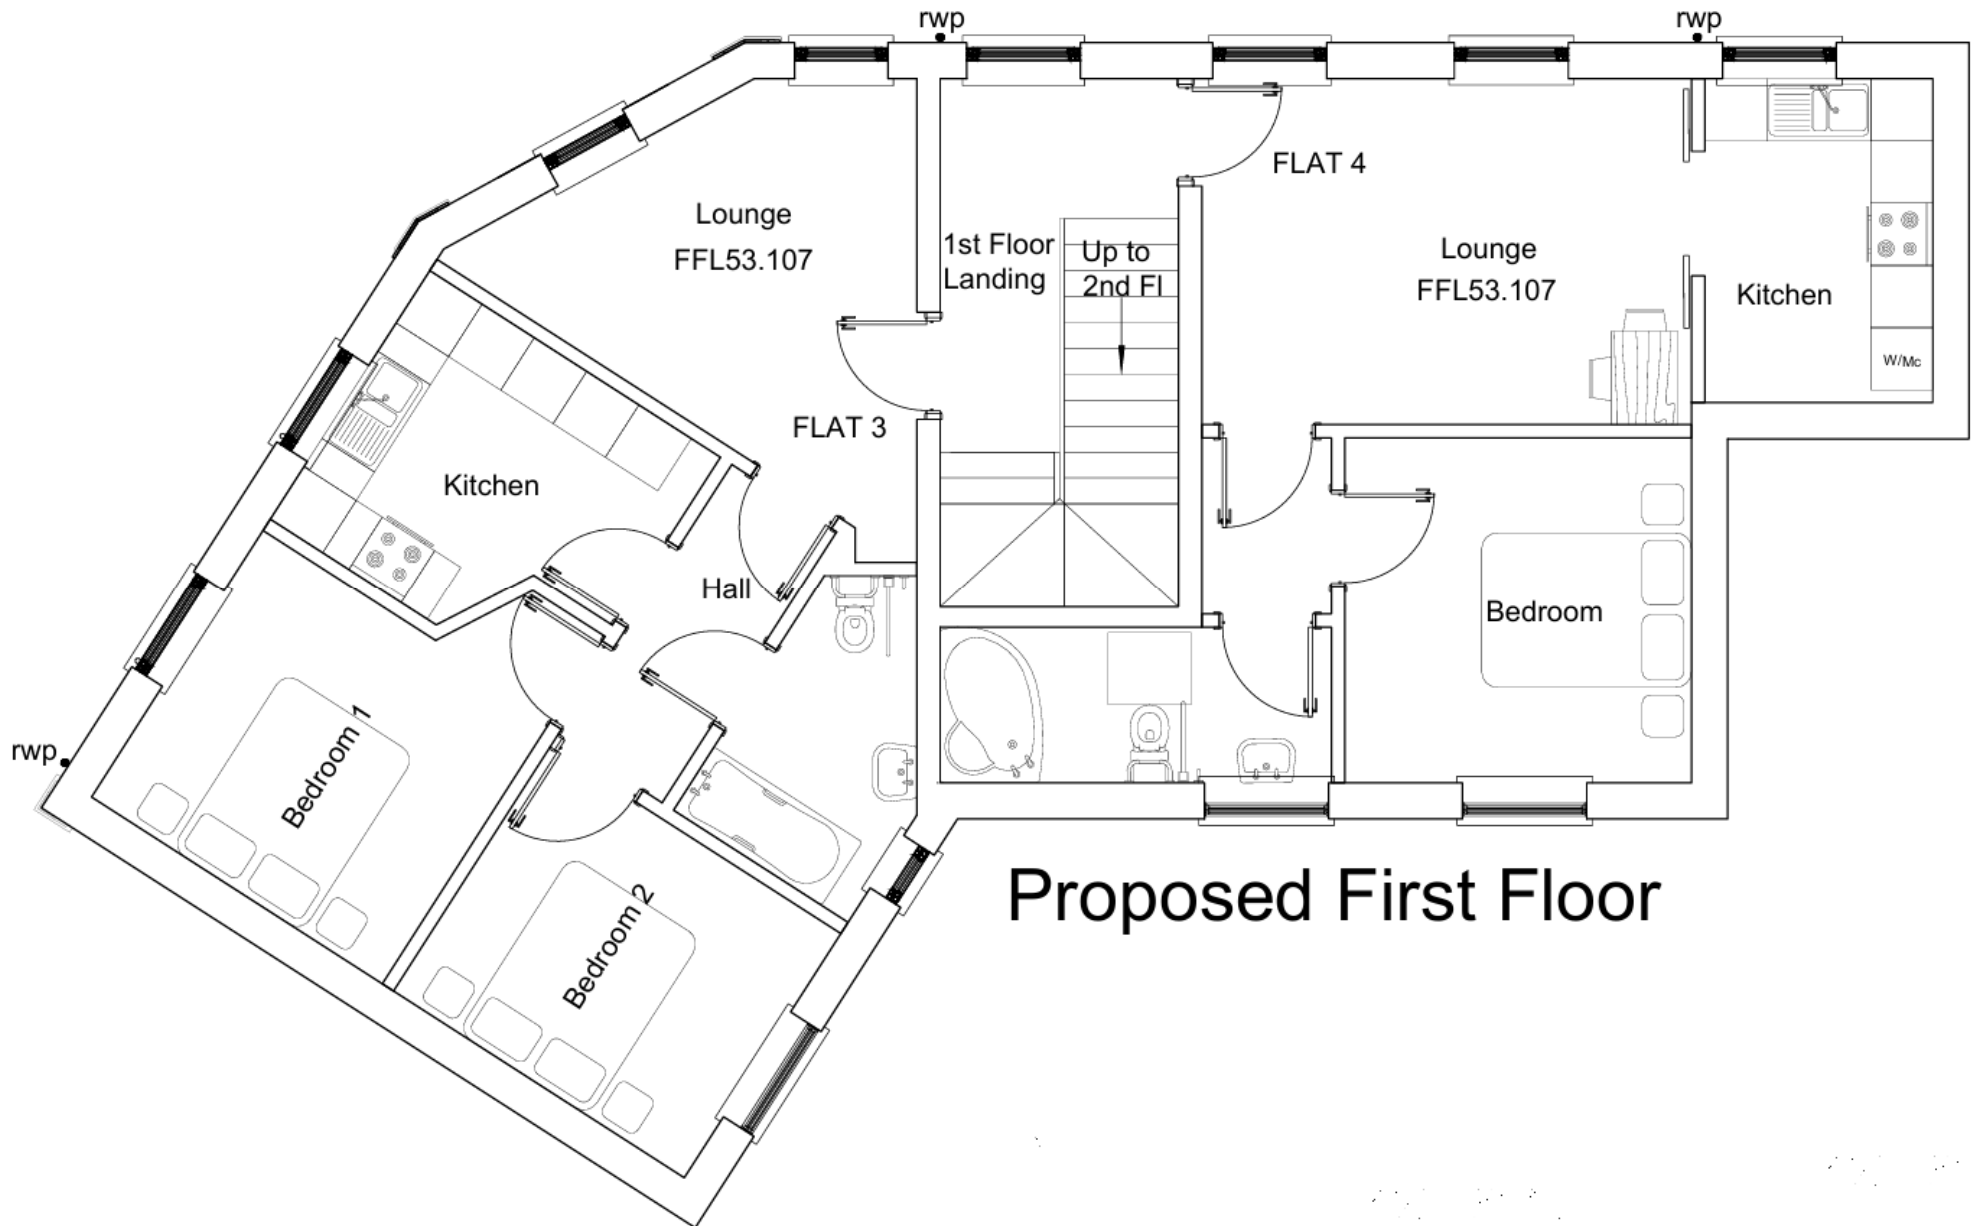 rwp
rwp
FLAT 4
Lounge
FFL53.107
1st Floor
Landing
Up to
2nd Fl
Lounge
FFL53.107
Kitchen
W/Mc
FLAT 3
Kitchen
Hall
Bedroom
Bedroom 1
rwp
Bedroom 2
Proposed First Floor